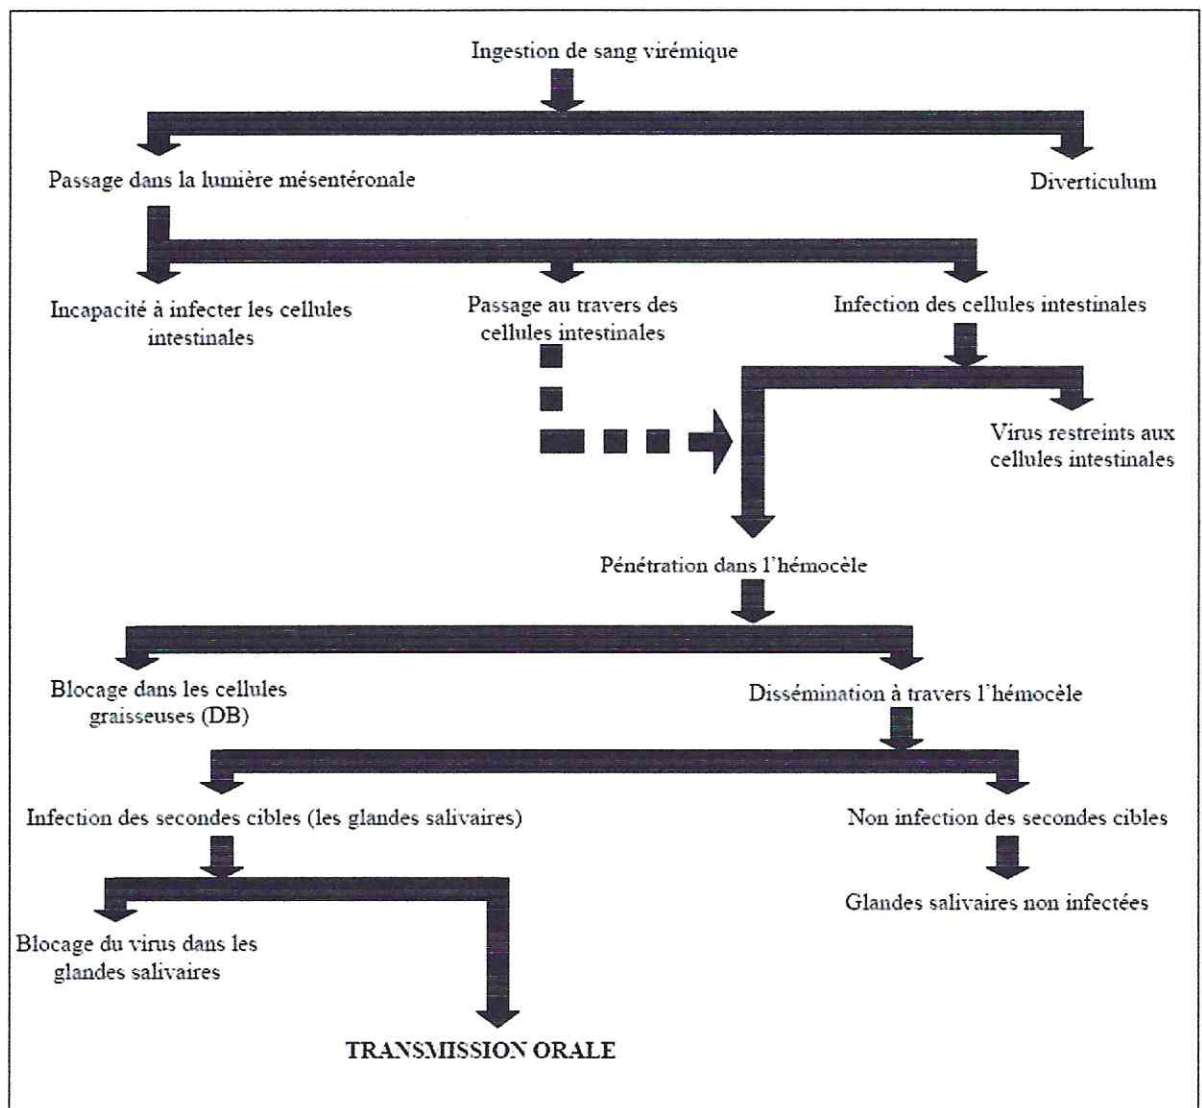 Ingestion de sang virémique
Passage dans la lumière mésentéronale
Diverticulum
Incapacité à infecter les cellules
intestinales
Passage au travers des
cellules intestinales
Infection des cellules intestinales
Virus restreints aux
cellules intestinales
Pénétration dans l'hémocèle
Blocage dans les cellules
graisseuses (DB)
Dissémination à travers l'hémocèle
Infection des secondes cibles (les glandes salivaires)
Non infection des secondes cibles
Glandes salivaires non infectées
Blocage du virus dans les
glandes salivaires
TRANSMISSION ORALE